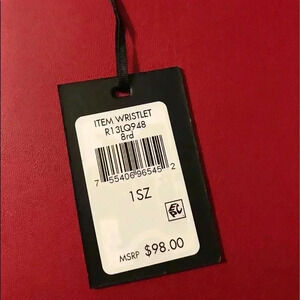 ITEM WRISTLET
R13LQ948
Brd
7 55406 96545 2
1SZ
MSRP $98.00